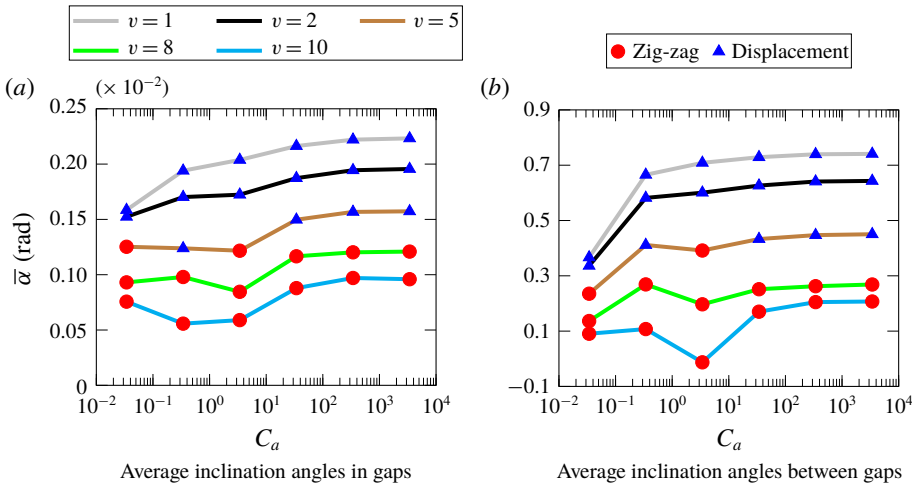 υ = 1 υ = 2 υ = 5
υ = 8 υ = 10
Zig-zag Displacement
(a) (× 10⁻²)
0.25
0.20
0.15
0.10
0.05
0
α̅ (rad)
10⁻² 10⁻¹ 10⁰ 10¹ 10² 10³ 10⁴
Cₐ
Average inclination angles in gaps
(b)
0.9
0.7
0.5
0.3
0.1
−0.1
10⁻² 10⁻¹ 10⁰ 10¹ 10² 10³ 10⁴
Cₐ
Average inclination angles between gaps